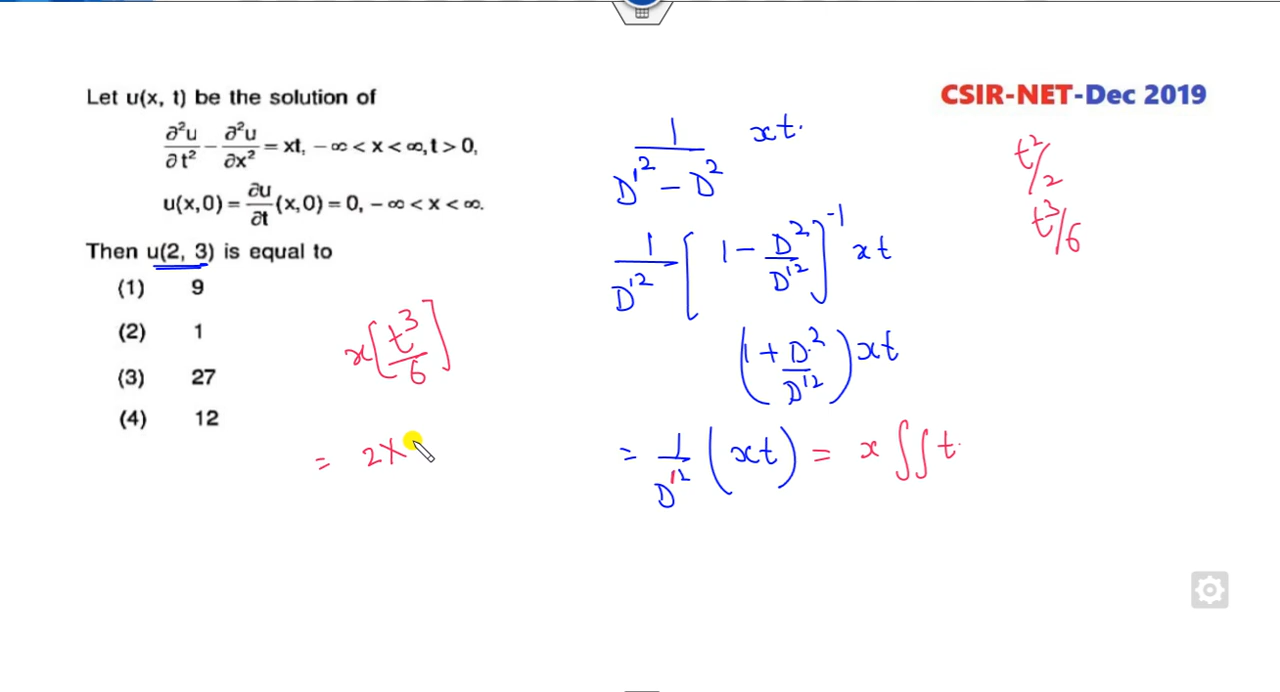 Let u(x, t) be the solution of
CSIR-NET-Dec 2019
∂²u/∂t² − ∂²u/∂x² = xt, −∞ < x < ∞, t > 0,
u(x,0) = ∂u/∂t (x,0) = 0, −∞ < x < ∞.
Then u(2, 3) is equal to
(1) 9
(2) 1
(3) 27
(4) 12
x[t³/6]
= 2×
1/(D'² − D²) xt.
1/D'² [1 − D²/D'²]⁻¹ xt
(1 + D²/D'²) xt
= 1/D'² (xt) = x ∫∫ t.
t²/2
t³/6